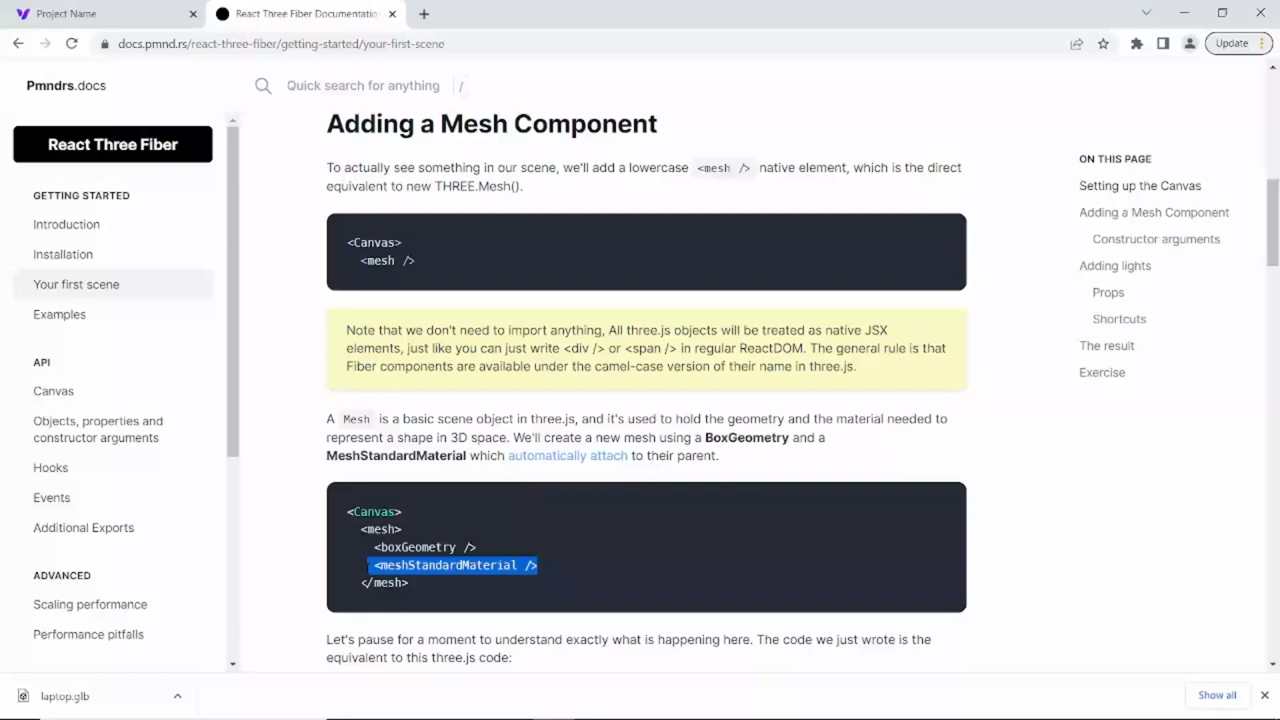 Project Name
React Three Fiber Documentatio
docs.pmnd.rs/react-three-fiber/getting-started/your-first-scene
Update
Pmndrs.docs
Quick search for anything
/
React Three Fiber
GETTING STARTED
Introduction
Installation
Your first scene
Examples
API
Canvas
Objects, properties and
constructor arguments
Hooks
Events
Additional Exports
ADVANCED
Scaling performance
Performance pitfalls
Adding a Mesh Component
To actually see something in our scene, we'll add a lowercase <mesh /> native element, which is the direct
equivalent to new THREE.Mesh().
<Canvas>
<mesh />
Note that we don't need to import anything, All three.js objects will be treated as native JSX
elements, just like you can just write <div /> or <span /> in regular ReactDOM. The general rule is that
Fiber components are available under the camel-case version of their name in three.js.
A Mesh is a basic scene object in three.js, and it's used to hold the geometry and the material needed to
represent a shape in 3D space. We'll create a new mesh using a BoxGeometry and a
MeshStandardMaterial which automatically attach to their parent.
<Canvas>
<mesh>
<boxGeometry />
<meshStandardMaterial />
</mesh>
Let's pause for a moment to understand exactly what is happening here. The code we just wrote is the
equivalent to this three.js code:
ON THIS PAGE
Setting up the Canvas
Adding a Mesh Component
Constructor arguments
Adding lights
Props
Shortcuts
The result
Exercise
laptop.glb
Show all